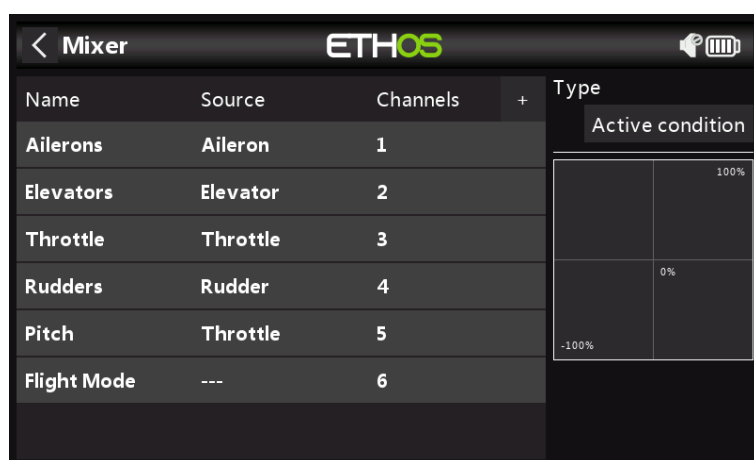 Mixer ETHOS
Name Source Channels + Type
Active condition
Ailerons Aileron 1
Elevators Elevator 2
Throttle Throttle 3
Rudders Rudder 4
Pitch Throttle 5
Flight Mode --- 6
100%
0%
-100%